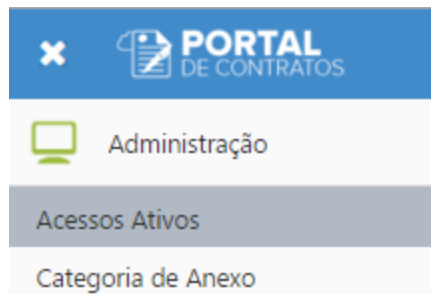 PORTAL
DE CONTRATOS
Administração
Acessos Ativos
Categoria de Anexo